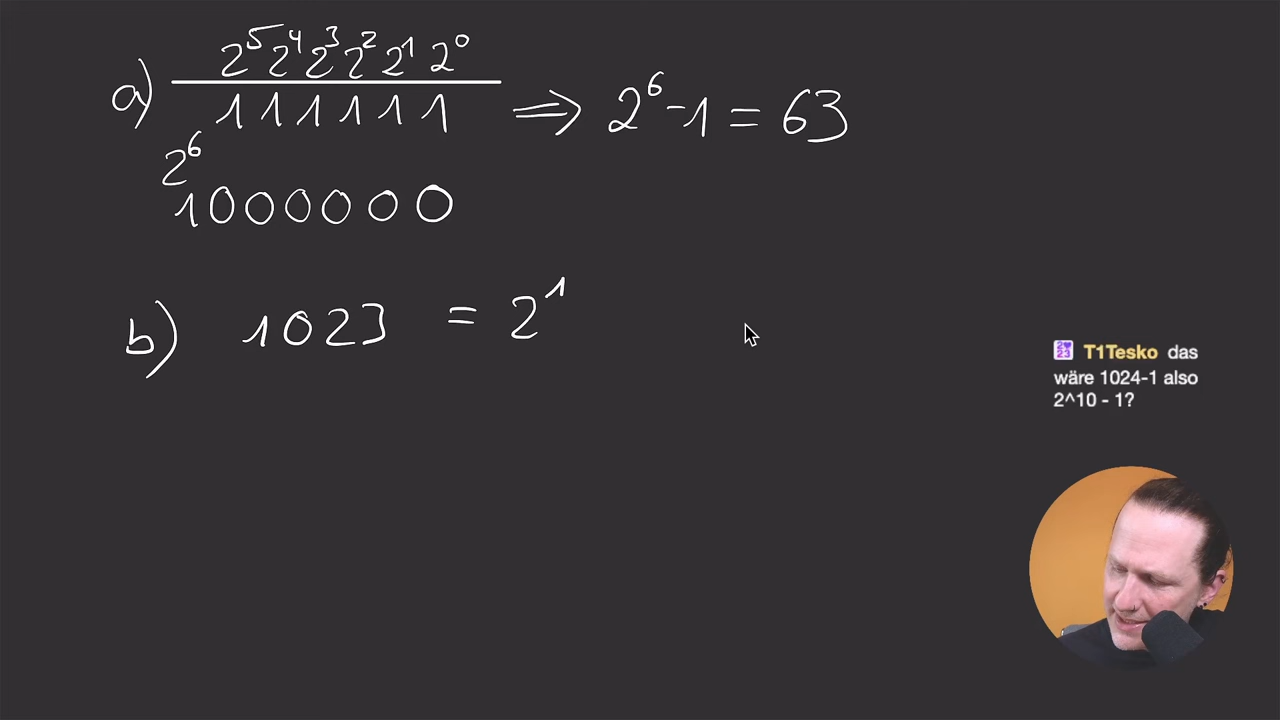 2⁵ 2⁴ 2³ 2² 2¹ 2⁰
a) 1 1 1 1 1 1 ⇒ 2⁶-1 = 63
2⁶
1 0 0 0 0 0 0
b) 1023 = 2¹
T1Tesko das
wäre 1024-1 also
2^10 - 1?